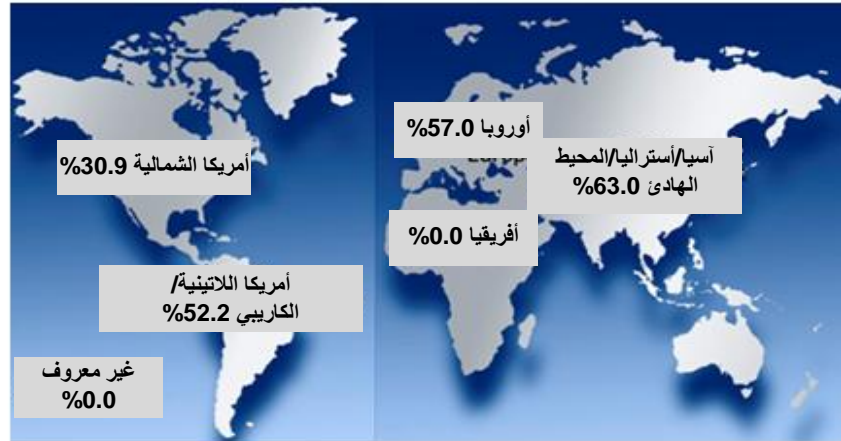 أوروبا 57.0%
أمريكا الشمالية 30.9%
آسيا/أستراليا/المحيط
الهادئ 63.0%
أفريقيا 0.0%
أمريكا اللاتينية/
الكاريبي 52.2%
غير معروف
0.0%